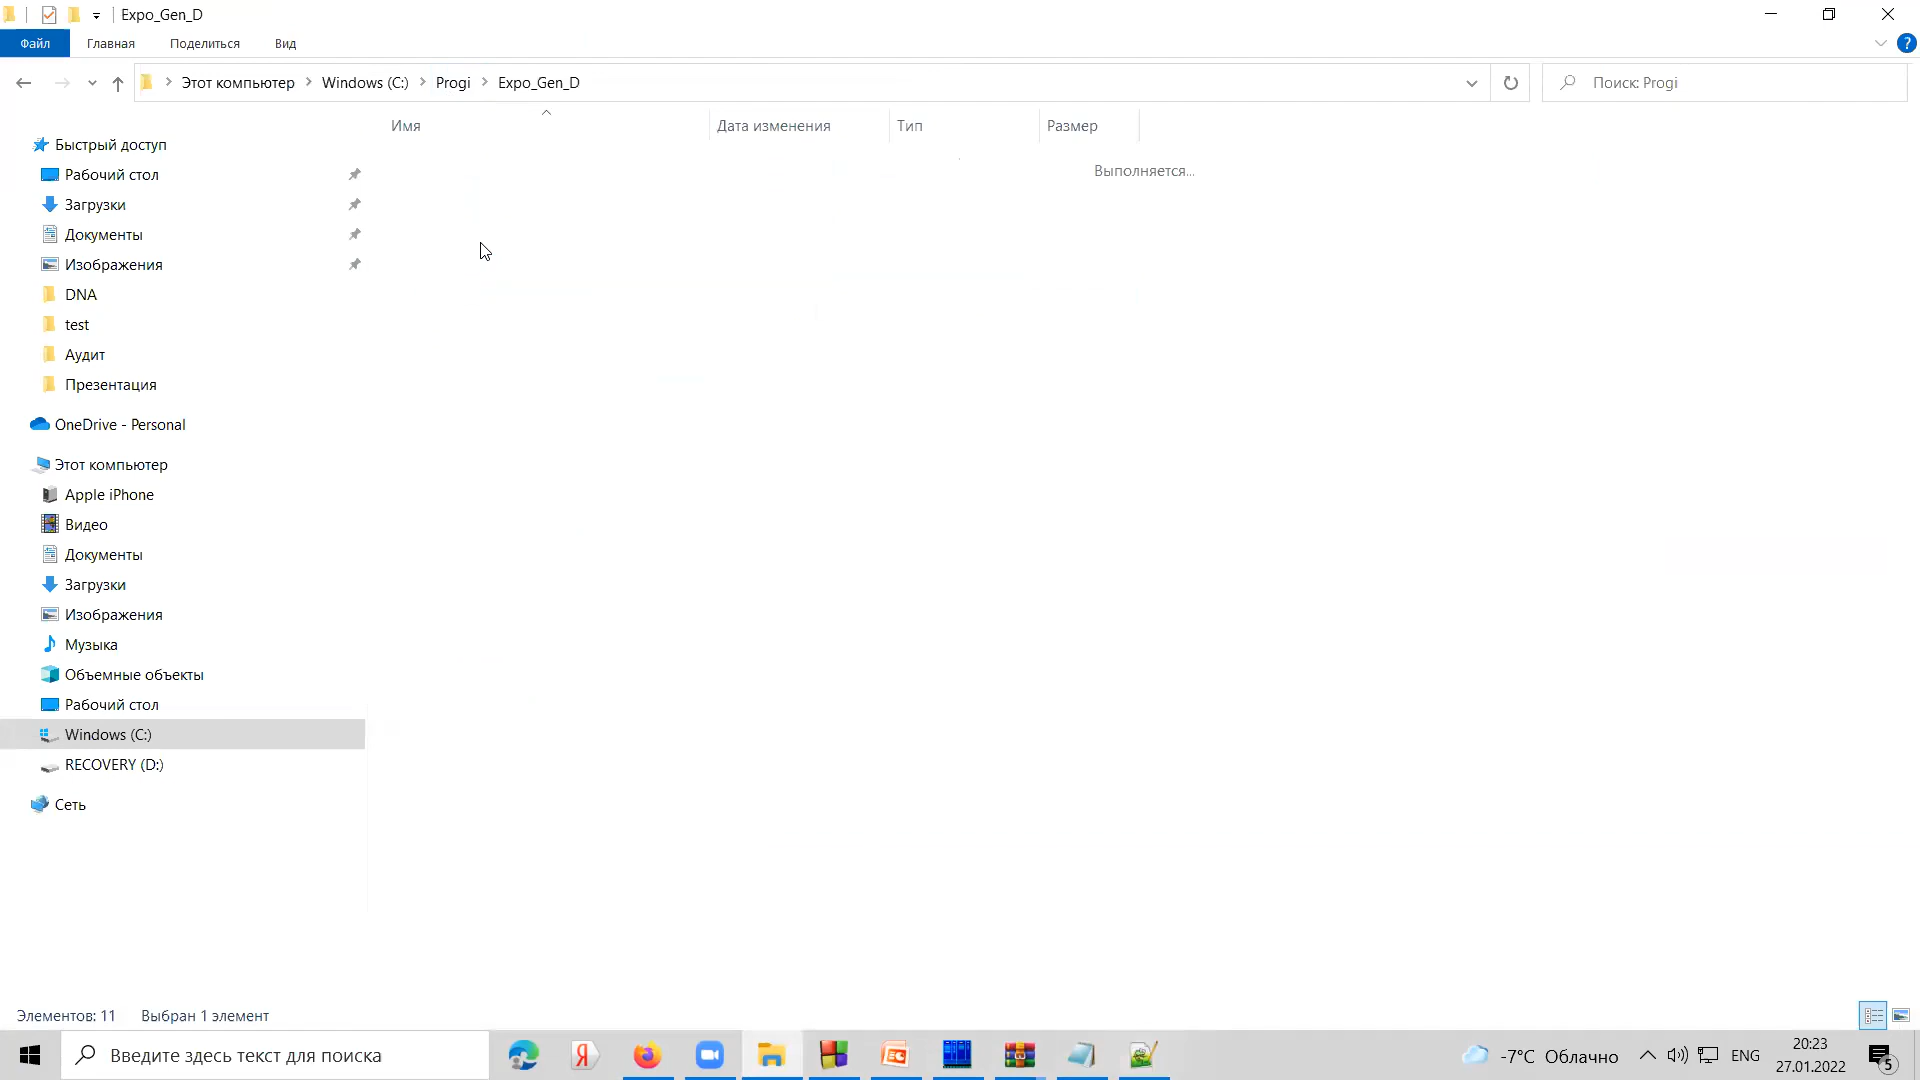 Expo_Gen_D
Файл Главная Поделиться Вид
Этот компьютер Windows (C:) Progi Expo_Gen_D Поиск: Progi
Имя Дата изменения Тип Размер
Выполняется...
Быстрый доступ
Рабочий стол
Загрузки
Документы
Изображения
DNA
test
Аудит
Презентация
OneDrive - Personal
Этот компьютер
Apple iPhone
Видео
Документы
Загрузки
Изображения
Музыка
Объемные объекты
Рабочий стол
Windows (C:)
RECOVERY (D:)
Сеть
Элементов: 11 Выбран 1 элемент
Введите здесь текст для поиска
-7°C Облачно
ENG
20:23
27.01.2022
5